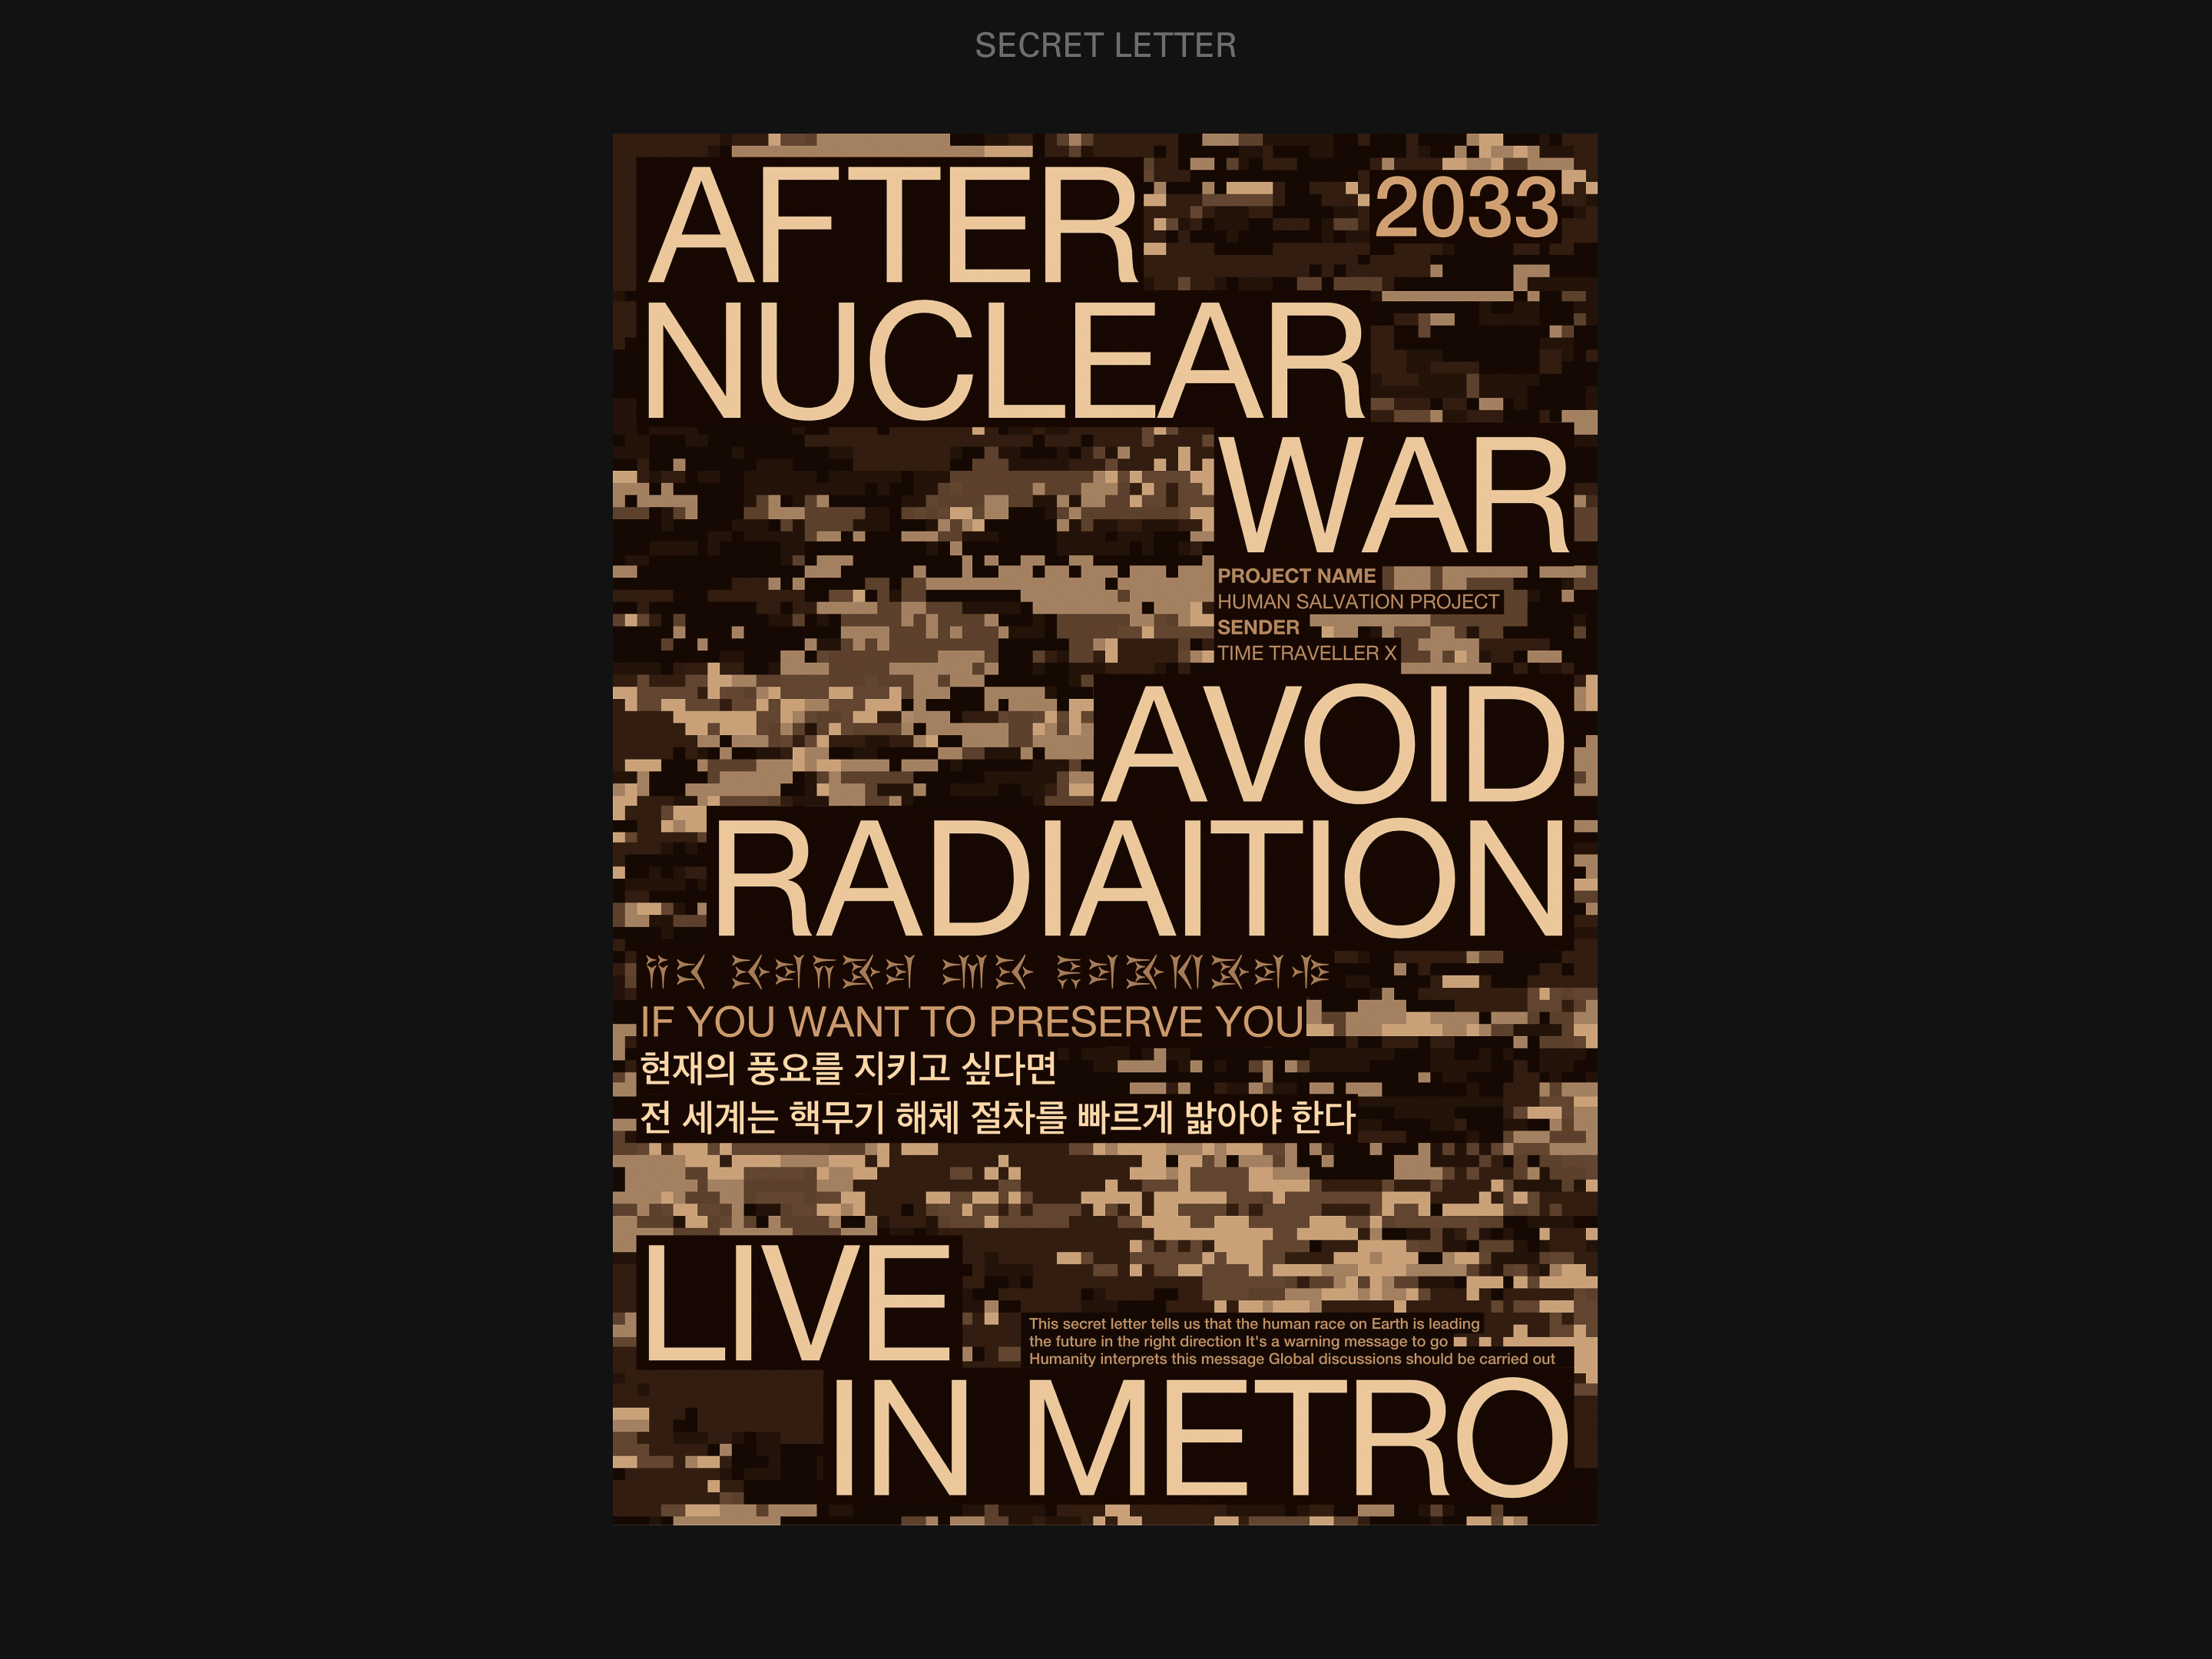 SECRET LETTER
AFTER
2033
NUCLEAR
WAR
PROJECT NAME
HUMAN SALVATION PROJECT
SENDER
TIME TRAVELLER X
AVOID
RADIAITION
IF YOU WANT TO PRESERVE YOU
현재의 풍요를 지키고 싶다면
전 세계는 핵무기 해체 절차를 빠르게 밟아야 한다
LIVE
This secret letter tells us that the human race on Earth is leading
the future in the right direction It's a warning message to go
Humanity interprets this message Global discussions should be carried out
IN METRO